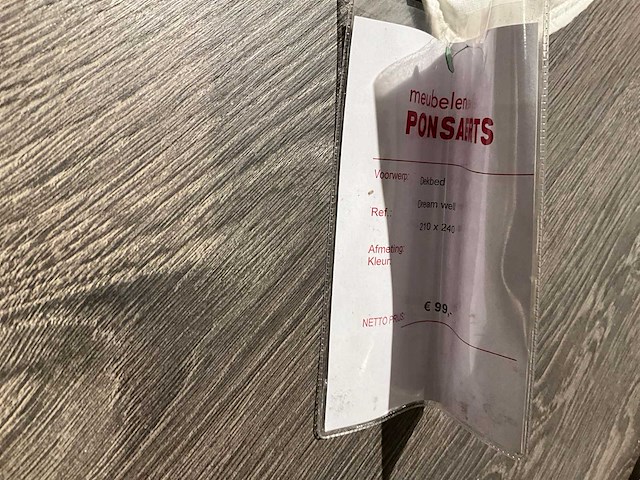 meubelen
PONSAERTS
Voorwerp: Dekbed
Dream well
Ref.:
210 x 240
Afmeting:
Kleur:
€ 99,-
NETTO PRIJS: